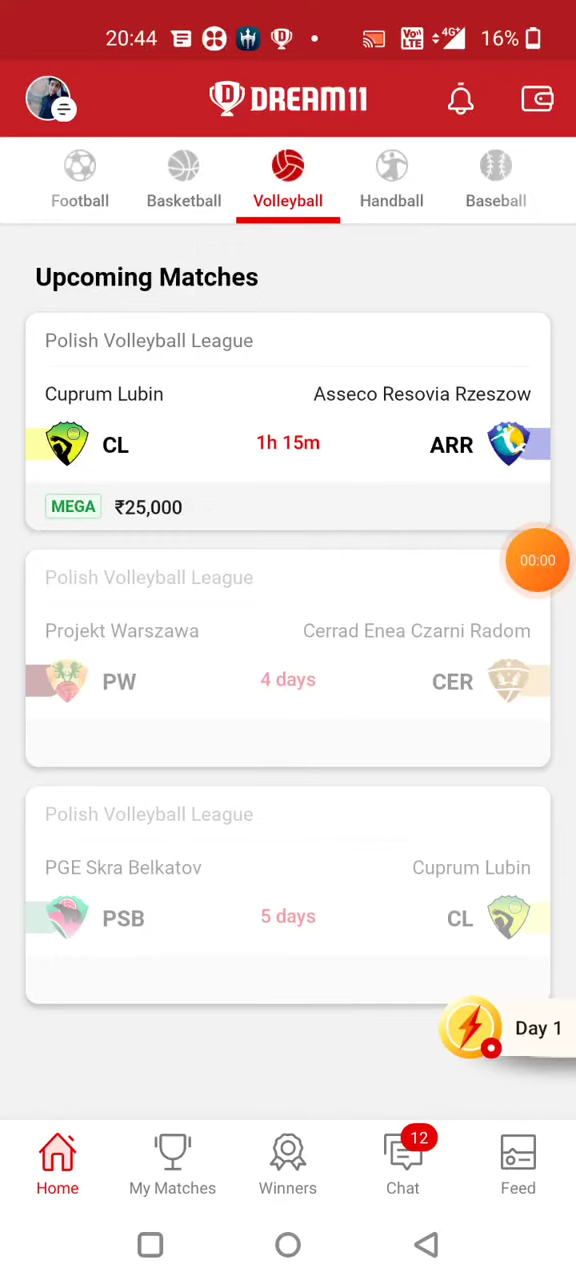 20:44 Vo)) LTE 4G+ 16%
DREAM11
Football Basketball Volleyball Handball Baseball
Upcoming Matches
Polish Volleyball League
Cuprum Lubin Asseco Resovia Rzeszow
CL 1h 15m ARR
MEGA ₹25,000
00:00
Polish Volleyball League
Projekt Warszawa Cerrad Enea Czarni Radom
PW 4 days CER
Polish Volleyball League
PGE Skra Belkatov Cuprum Lubin
PSB 5 days CL
Day 1
12
Home My Matches Winners Chat Feed